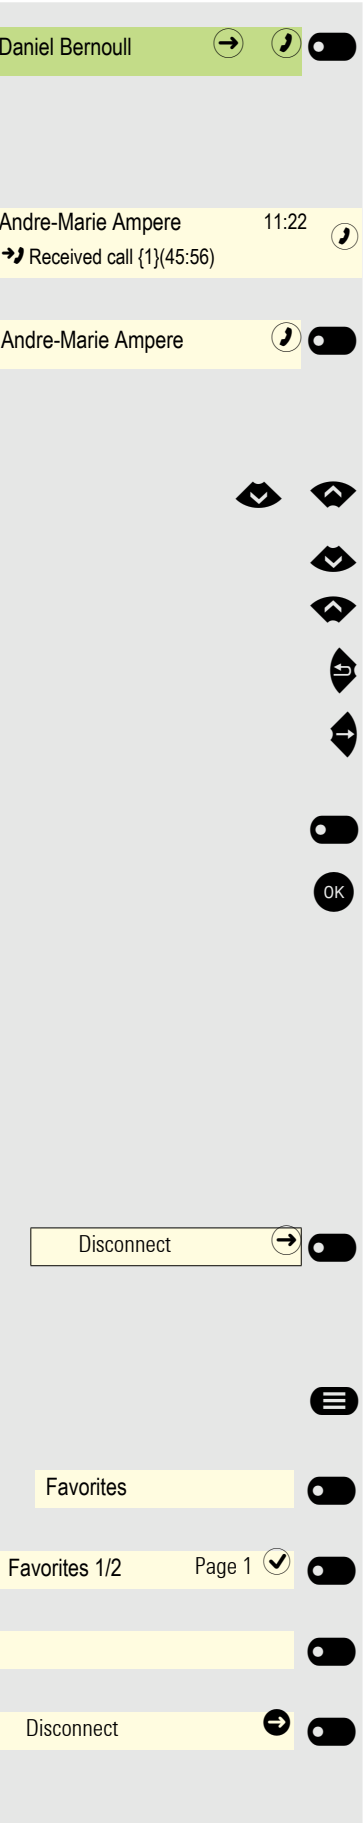 Daniel Bernoull
Andre-Marie Ampere 11:22
Received call {1}(45:56)
Andre-Marie Ampere
OK
Disconnect
Favorites
Favorites 1/2 Page 1
Disconnect